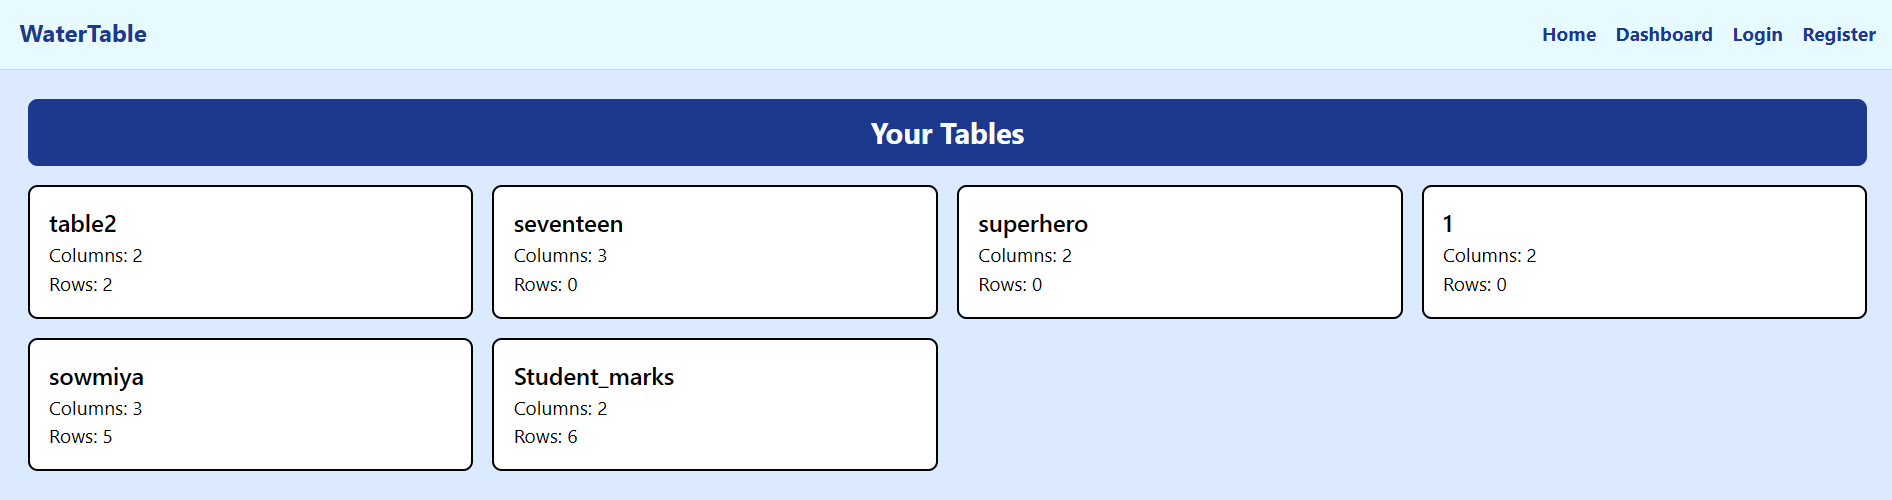 WaterTable
Home Dashboard Login Register
Your Tables
table2
Columns: 2
Rows: 2
seventeen
Columns: 3
Rows: 0
superhero
Columns: 2
Rows: 0
1
Columns: 2
Rows: 0
sowmiya
Columns: 3
Rows: 5
Student_marks
Columns: 2
Rows: 6